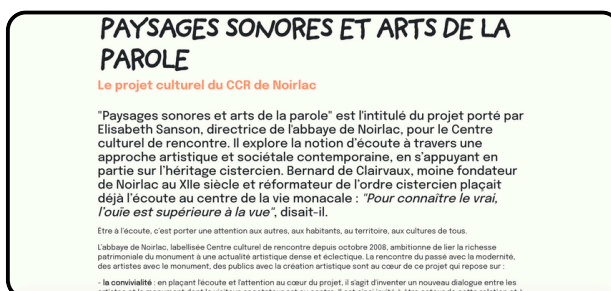 PAYSAGES SONORES ET ARTS DE LA
PAROLE
Le projet culturel du CCR de Noirlac
"Paysages sonores et arts de la parole" est l'intitulé du projet porté par
Elisabeth Sanson, directrice de l'abbaye de Noirlac, pour le Centre
culturel de rencontre. Il explore la notion d'écoute à travers une
approche artistique et sociétale contemporaine, en s'appuyant en
partie sur l'héritage cistercien. Bernard de Clairvaux, moine fondateur
de Noirlac au XIIe siècle et réformateur de l'ordre cistercien plaçait
déjà l'écoute au centre de la vie monacale : "Pour connaître le vrai,
l'ouïe est supérieure à la vue", disait-il.
Être à l'écoute, c'est porter une attention aux autres, aux habitants, au territoire, aux cultures de tous.
L'abbaye de Noirlac, labellisée Centre culturel de rencontre depuis octobre 2008, ambitionne de lier la richesse
patrimoniale du monument à une actualité artistique dense et éclectique. La rencontre du passé avec la modernité,
des artistes avec le monument, des publics avec la création artistique sont au cœur de ce projet qui repose sur :
- la convivialité : en plaçant l'écoute et l'attention au cœur du projet, il s'agit d'inventer un nouveau dialogue entre les